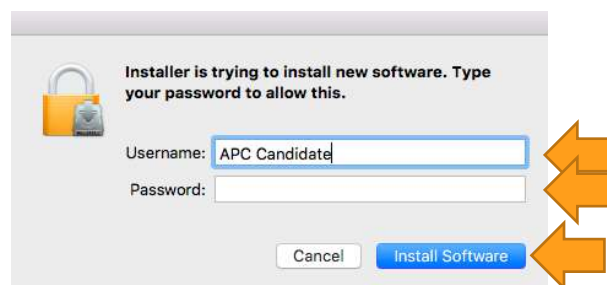 Installer is trying to install new software. Type
your password to allow this.
Username: APC Candidate
Password:
Cancel Install Software